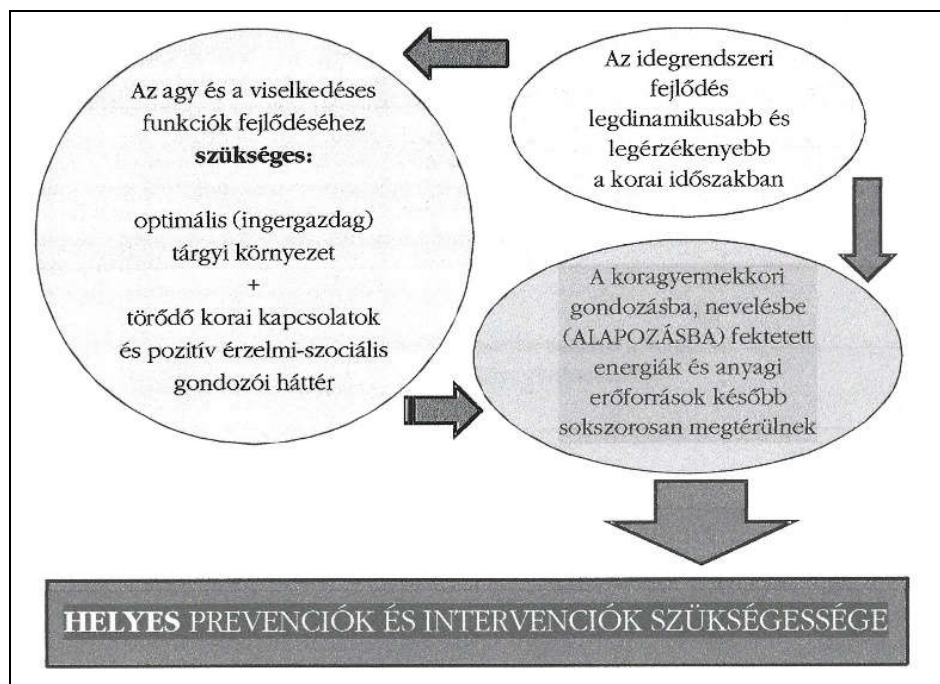 Az idegrendszeri
fejlődés
legdinamikusabb és
legérzékenyebb
a korai időszakban
Az agy és a viselkedéses
funkciók fejlődéséhez
szükséges:
optimális (ingergazdag)
tárgyi környezet
+
törődő korai kapcsolatok
és pozitív érzelmi-szociális
gondozói háttér
A koragyermekkori
gondozásba, nevelésbe
(ALAPOZÁSBA) fektetett
energiák és anyagi
erőforrások később
sokszorosan megtérülnek
HELYES PREVENCIÓK ÉS INTERVENCIÓK SZÜKSÉGESSÉGE